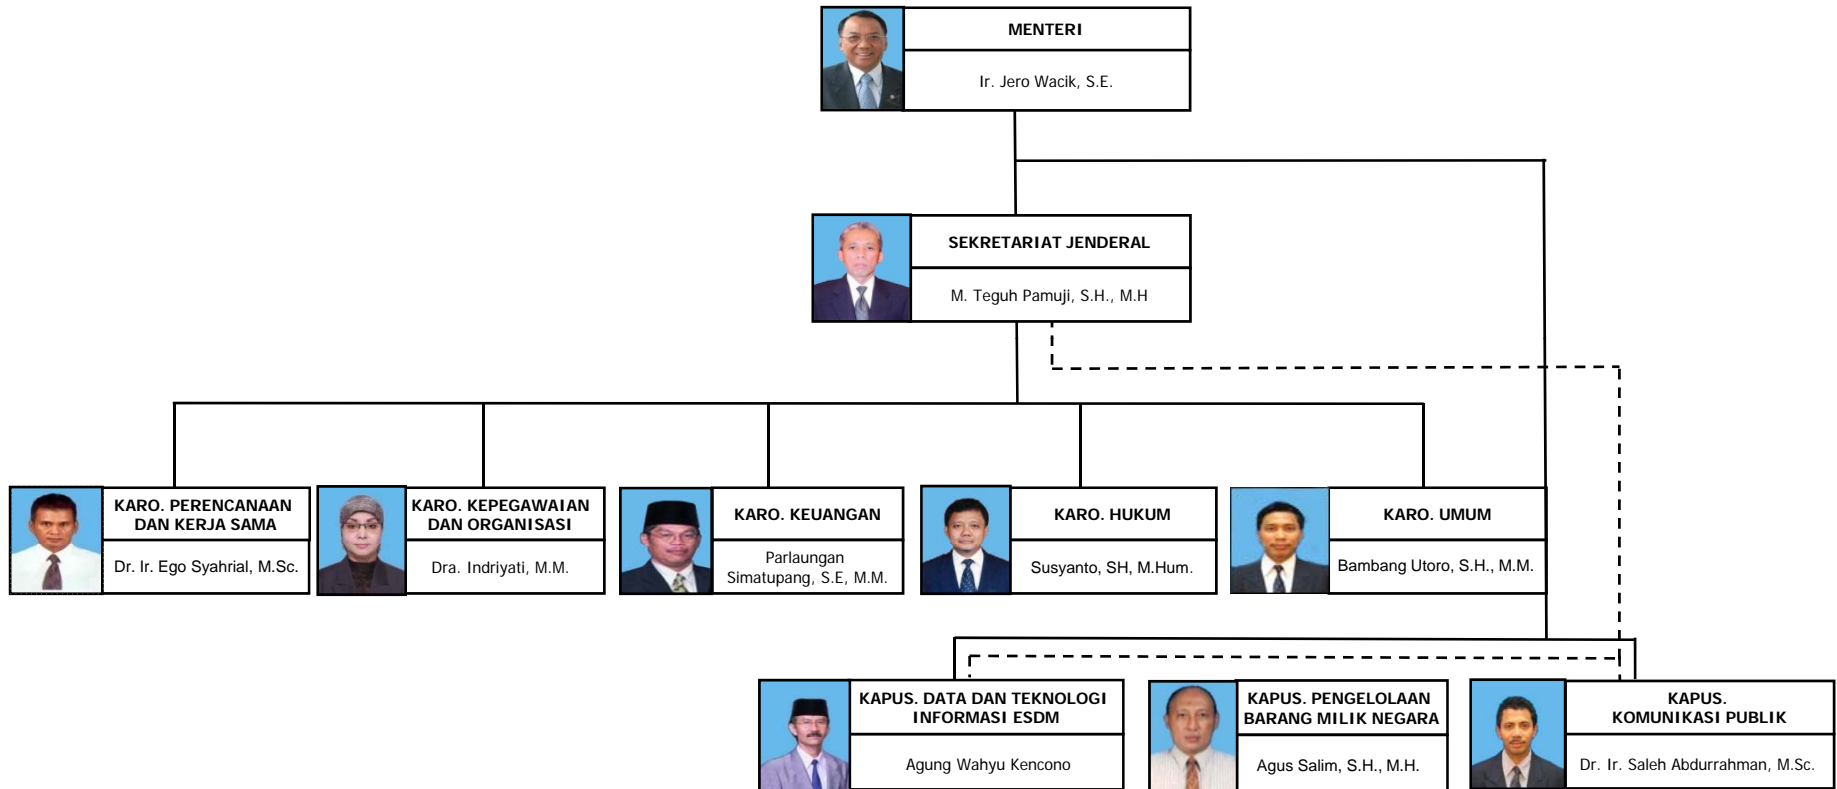 MENTERI
Ir. Jero Wacik, S.E.
SEKRETARIAT JENDERAL
M. Teguh Pamuji, S.H., M.H
KARO. PERENCANAAN
DAN KERJA SAMA
Dr. Ir. Ego Syahrial, M.Sc.
KARO. KEPEGAWAIAN
DAN ORGANISASI
Dra. Indriyati, M.M.
KARO. KEUANGAN
Parlaungan
Simatupang, S.E, M.M.
KARO. HUKUM
Susyanto, SH, M.Hum.
KARO. UMUM
Bambang Utoro, S.H., M.M.
KAPUS. DATA DAN TEKNOLOGI
INFORMASI ESDM
Agung Wahyu Kencono
KAPUS. PENGELOLAAN
BARANG MILIK NEGARA
Agus Salim, S.H., M.H.
KAPUS.
KOMUNIKASI PUBLIK
Dr. Ir. Saleh Abdurrahman, M.Sc.